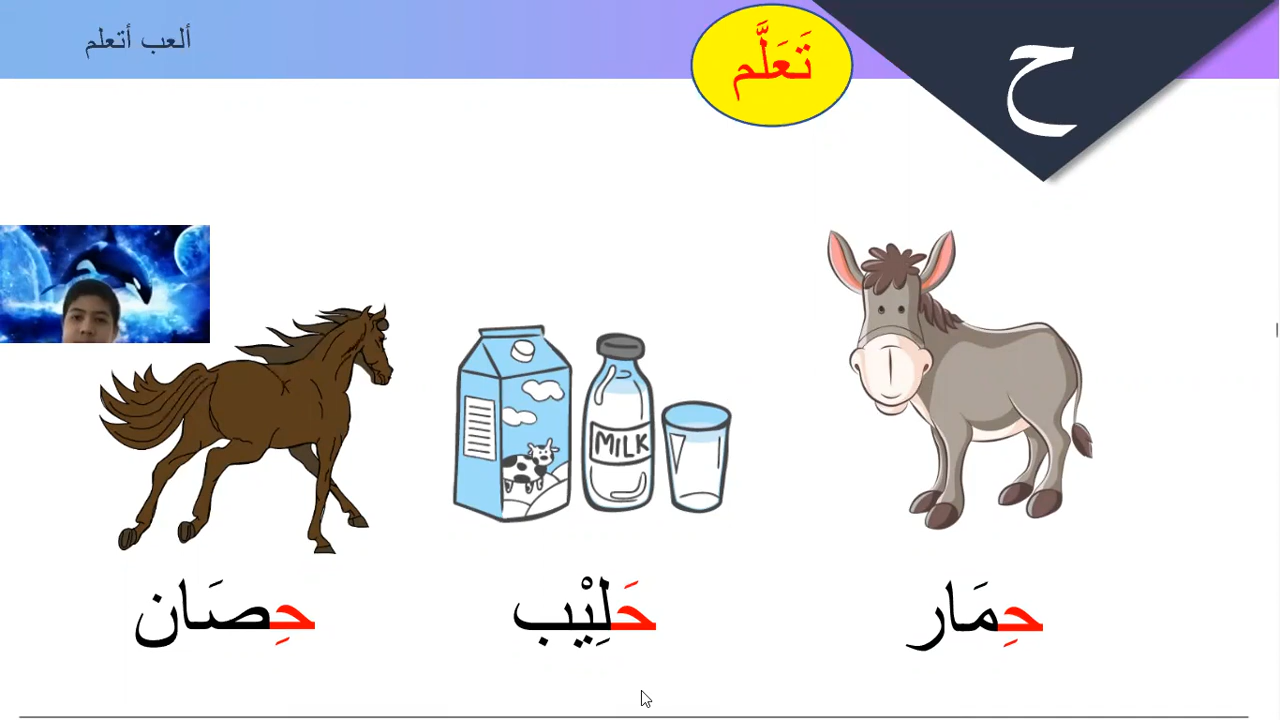 ألعب أتعلم
تَعَلَّم
ح
MILK
حِمَار
حَلِيْب
حِصَان